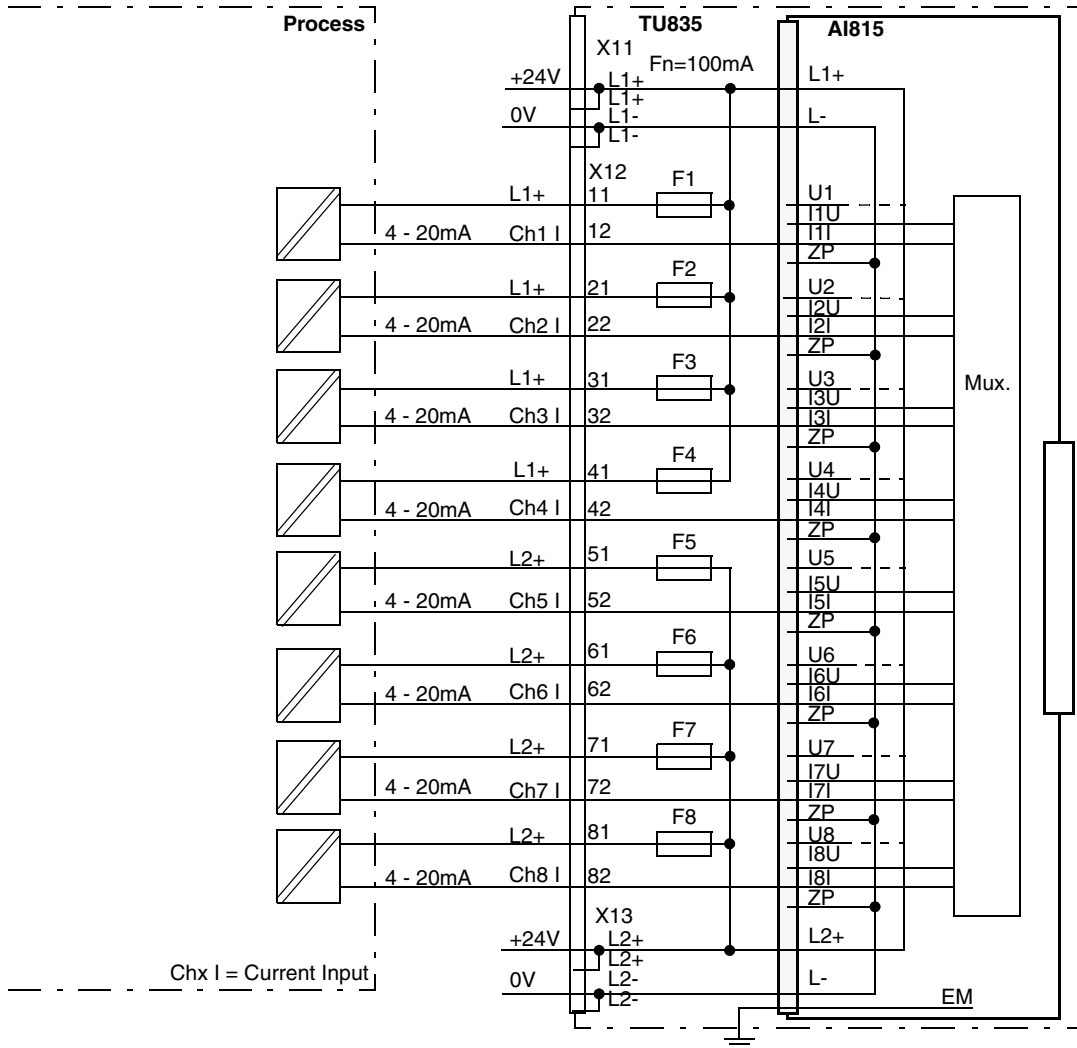 Process TU835 AI815
X11 Fn=100mA
+24V L1+ L1+
L1+
0V L1- L-
L1-
X12 F1
L1+ 11 U1
I1U
4 - 20mA Ch1 I 12 I1I
ZP
F2
L1+ 21 U2
I2U
4 - 20mA Ch2 I 22 I2I
ZP
F3
L1+ 31 U3 Mux.
I3U
4 - 20mA Ch3 I 32 I3I
ZP
F4
L1+ 41 U4
I4U
4 - 20mA Ch4 I 42 I4I
ZP
F5
L2+ 51 U5
I5U
4 - 20mA Ch5 I 52 I5I
ZP
F6
L2+ 61 U6
I6U
4 - 20mA Ch6 I 62 I6I
ZP
F7
L2+ 71 U7
I7U
4 - 20mA Ch7 I 72 I7I
ZP
F8
L2+ 81 U8
I8U
4 - 20mA Ch8 I 82 I8I
ZP
X13
+24V L2+ L2+
L2+
Chx I = Current Input 0V L2- L-
L2-
EM